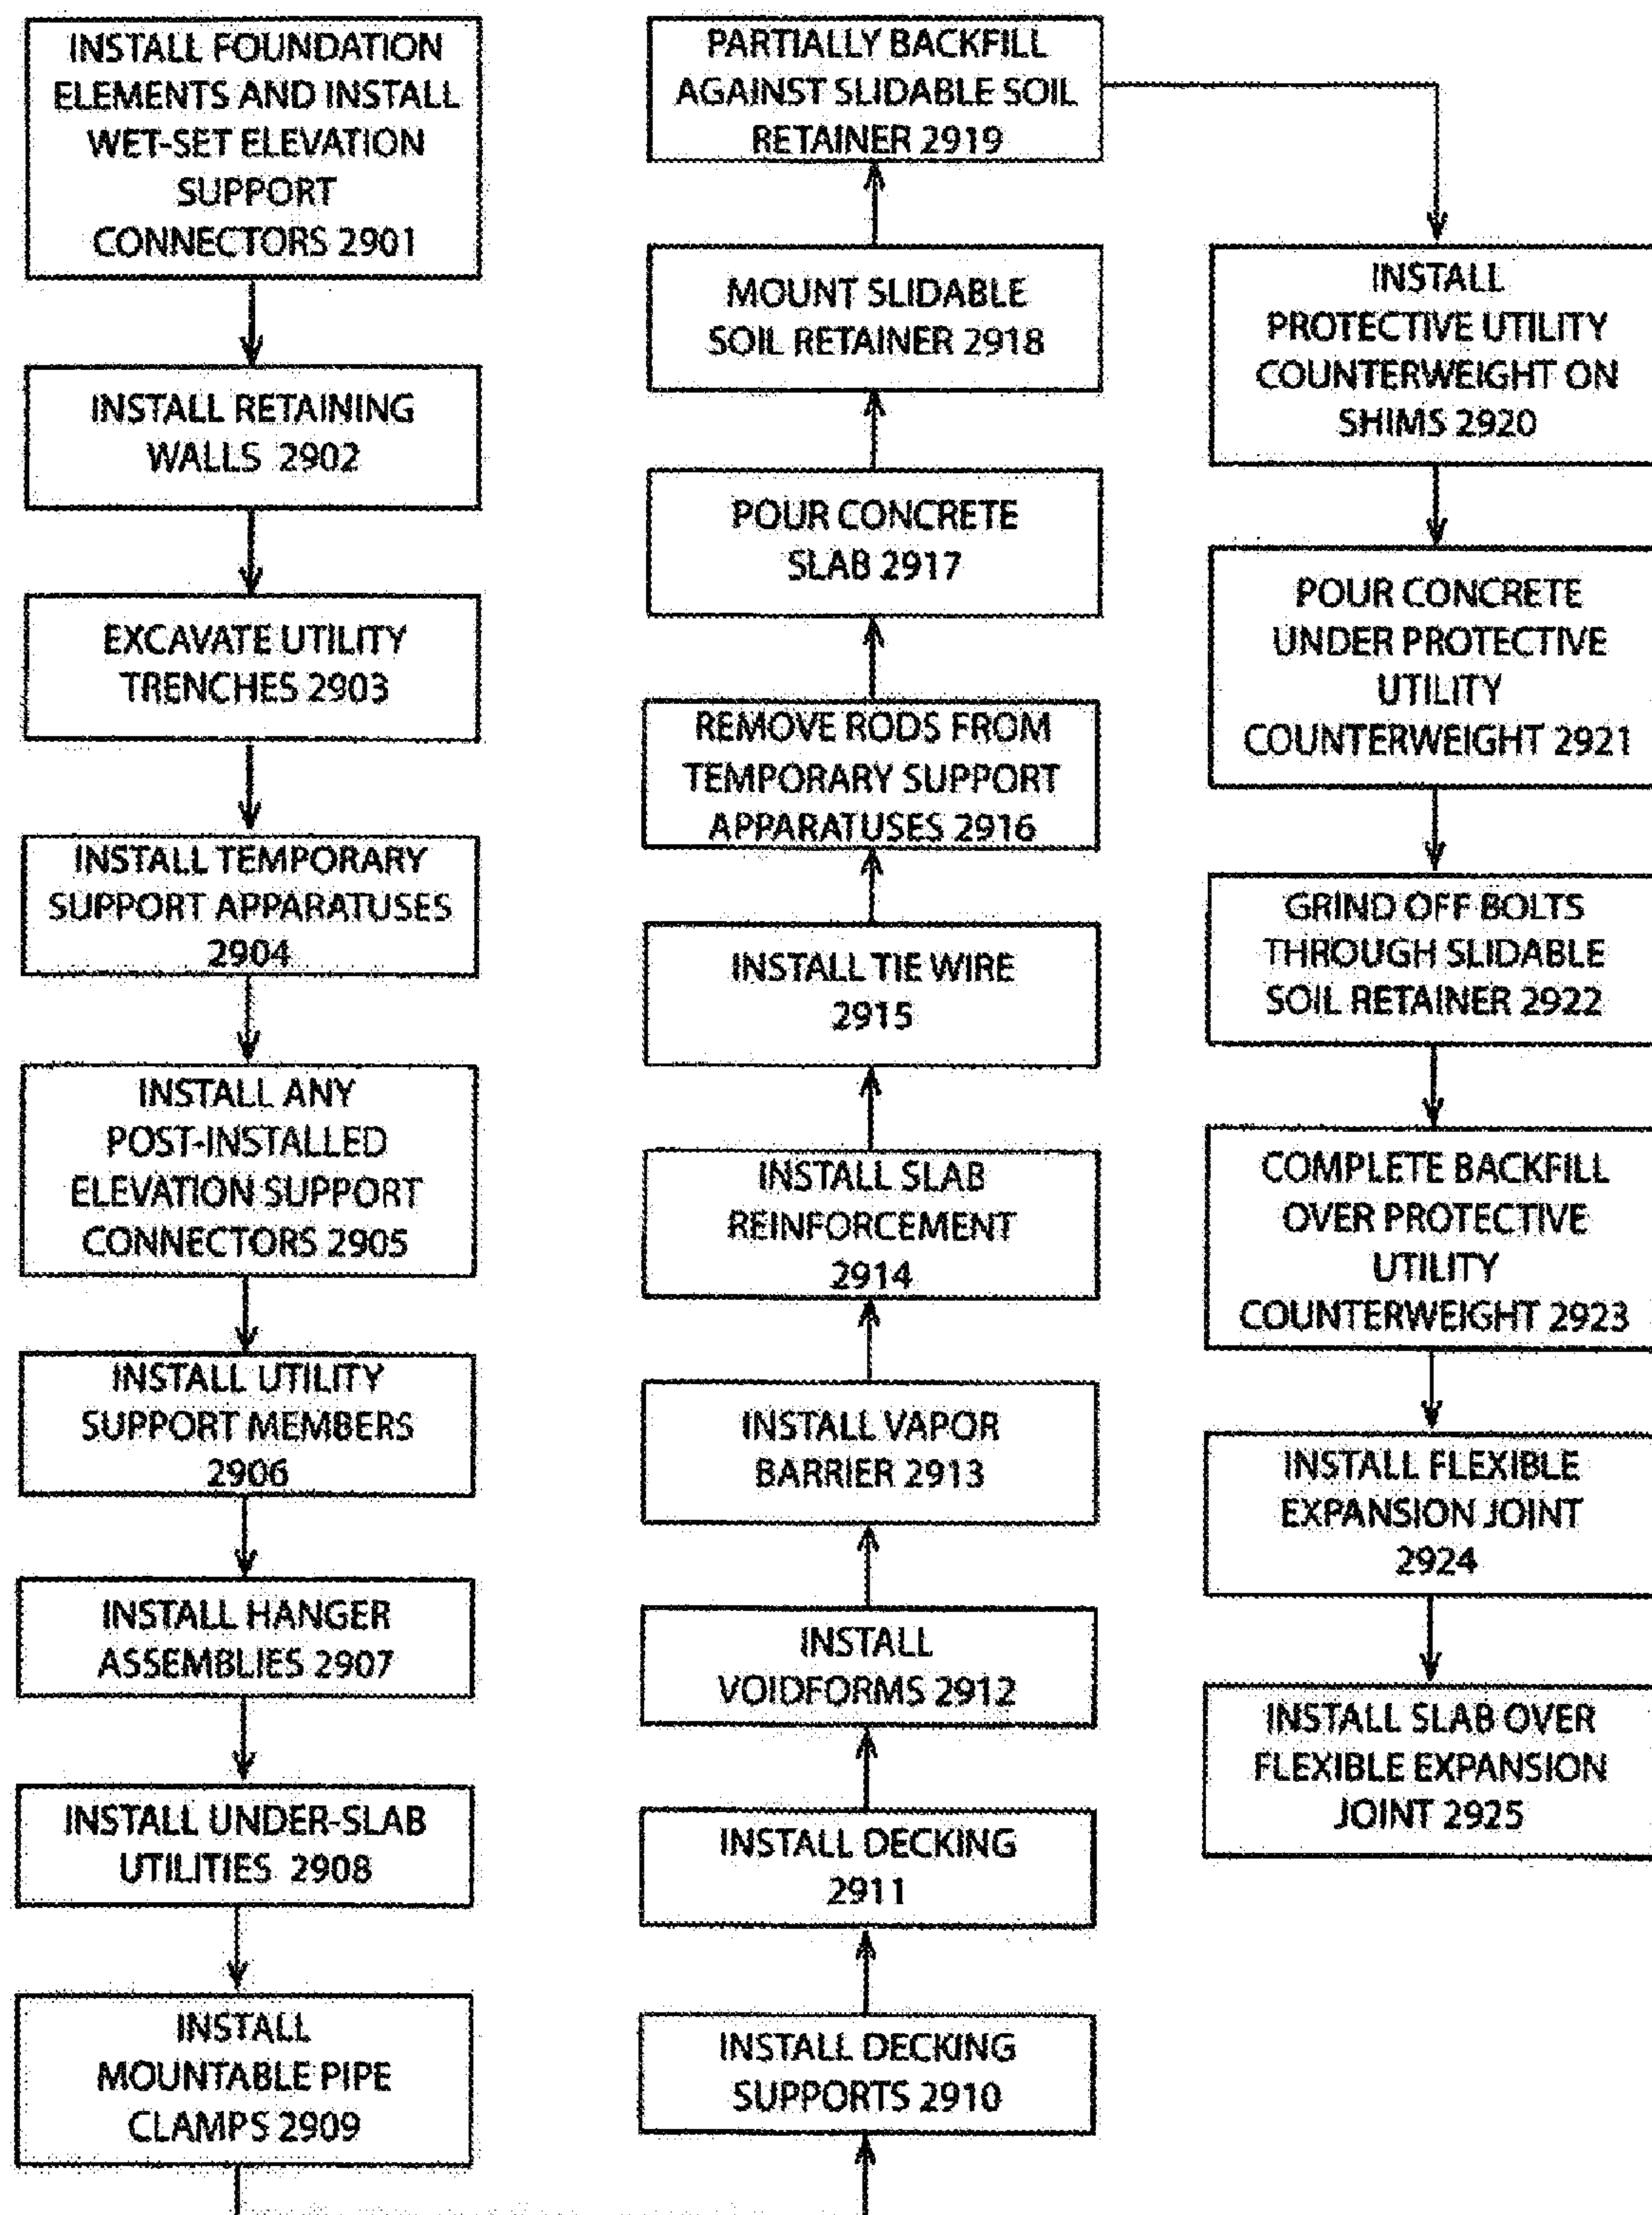 INSTALL FOUNDATION
ELEMENTS AND INSTALL
WET-SET ELEVATION
SUPPORT
CONNECTORS 2901
INSTALL RETAINING
WALLS 2902
EXCAVATE UTILITY
TRENCHES 2903
INSTALL TEMPORARY
SUPPORT APPARATUSES
2904
INSTALL ANY
POST-INSTALLED
ELEVATION SUPPORT
CONNECTORS 2905
INSTALL UTILITY
SUPPORT MEMBERS
2906
INSTALL HANGER
ASSEMBLIES 2907
INSTALL UNDER-SLAB
UTILITIES 2908
INSTALL
MOUNTABLE PIPE
CLAMPS 2909
INSTALL DECKING
SUPPORTS 2910
INSTALL DECKING
2911
INSTALL
VOIDFORMS 2912
INSTALL VAPOR
BARRIER 2913
INSTALL SLAB
REINFORCEMENT
2914
INSTALL TIE WIRE
2915
REMOVE RODS FROM
TEMPORARY SUPPORT
APPARATUSES 2916
POUR CONCRETE
SLAB 2917
MOUNT SLIDABLE
SOIL RETAINER 2918
PARTIALLY BACKFILL
AGAINST SLIDABLE SOIL
RETAINER 2919
INSTALL
PROTECTIVE UTILITY
COUNTERWEIGHT ON
SHIMS 2920
POUR CONCRETE
UNDER PROTECTIVE
UTILITY
COUNTERWEIGHT 2921
GRIND OFF BOLTS
THROUGH SLIDABLE
SOIL RETAINER 2922
COMPLETE BACKFILL
OVER PROTECTIVE
UTILITY
COUNTERWEIGHT 2923
INSTALL FLEXIBLE
EXPANSION JOINT
2924
INSTALL SLAB OVER
FLEXIBLE EXPANSION
JOINT 2925